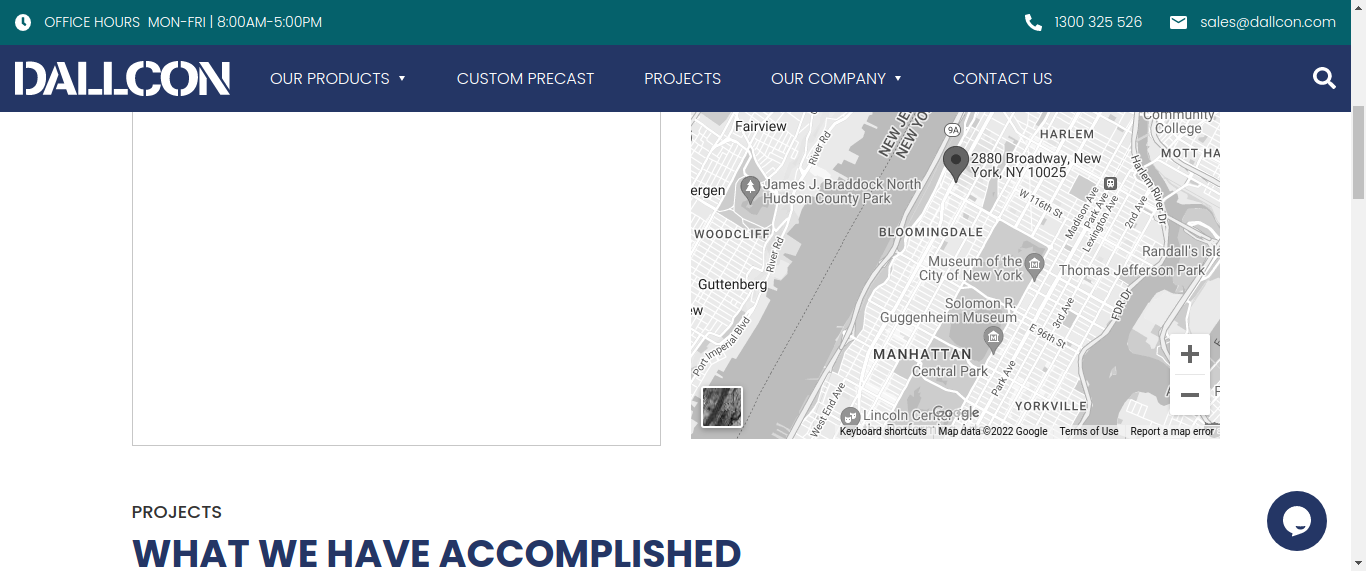 OFFICE HOURS MON-FRI | 8:00AM-5:00PM
1300 325 526
sales@dallcon.com
DALLCON
OUR PRODUCTS
CUSTOM PRECAST
PROJECTS
OUR COMPANY
CONTACT US
Fairview
River Rd
NEW JE
NEW YO
9A
HARLEM
Community
College
MOTT HA
2880 Broadway, New
York, NY 10025
ergen
James J. Braddock North
Hudson County Park
W 116th St
Madison Ave
Park Ave
Lexington Ave
2nd Ave
Harlem River Dr
WOODCLIFF
River Rd
BLOOMINGDALE
Randall's Isla
Museum of the
City of New York
Thomas Jefferson Park
Guttenberg
ew
Solomon R.
Guggenheim Museum
3rd Ave
FDR Dr
E 96th St
Port Imperial Blvd
MANHATTAN
Central Park
Park Ave
West End Ave
YORKVILLE
Lincoln Center
Google
Keyboard shortcuts
Map data ©2022 Google
Terms of Use
Report a map error
PROJECTS
WHAT WE HAVE ACCOMPLISHED